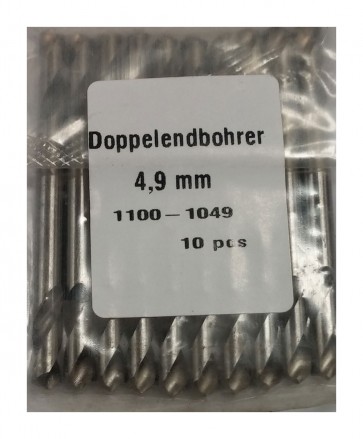 Doppelendbohrer
4,9 mm
1100 – 1049
10 pcs